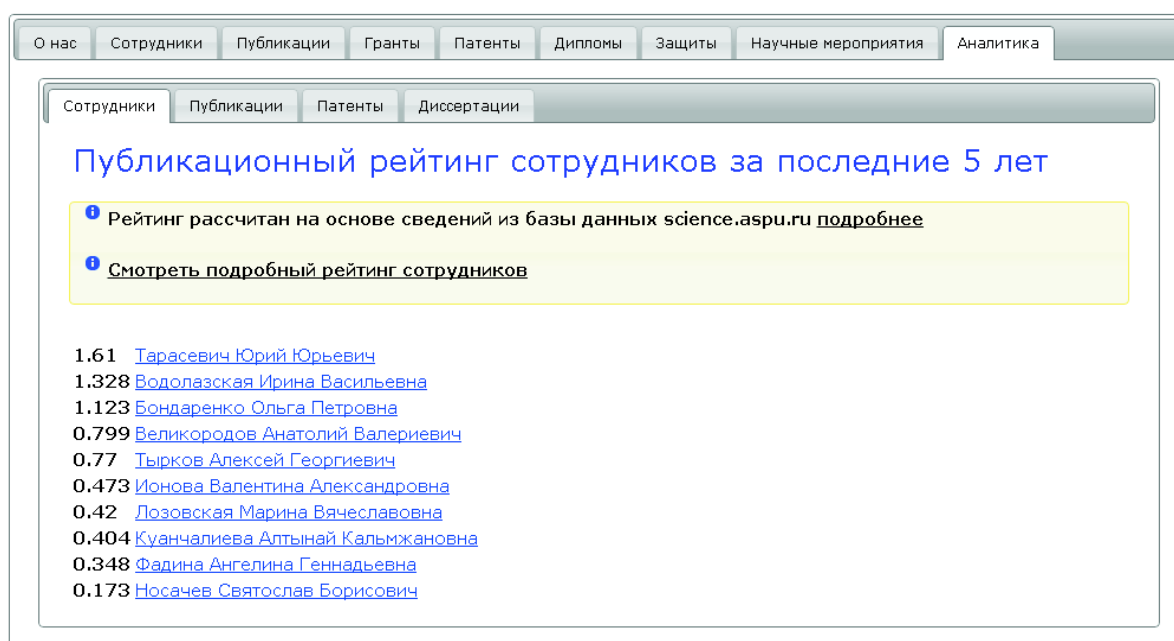 О нас Сотрудники Публикации Гранты Патенты Дипломы Защиты Научные мероприятия Аналитика
Сотрудники Публикации Патенты Диссертации
Публикационный рейтинг сотрудников за последние 5 лет
Рейтинг рассчитан на основе сведений из базы данных science.aspu.ru подробнее
Смотреть подробный рейтинг сотрудников
1.61 Тарасевич Юрий Юрьевич
1.328 Водолазская Ирина Васильевна
1.123 Бондаренко Ольга Петровна
0.799 Великородов Анатолий Валериевич
0.77 Тырков Алексей Георгиевич
0.473 Ионова Валентина Александровна
0.42 Лозовская Марина Вячеславовна
0.404 Куанчалиева Алтынай Кальмжановна
0.348 Фадина Ангелина Геннадьевна
0.173 Носачев Святослав Борисович